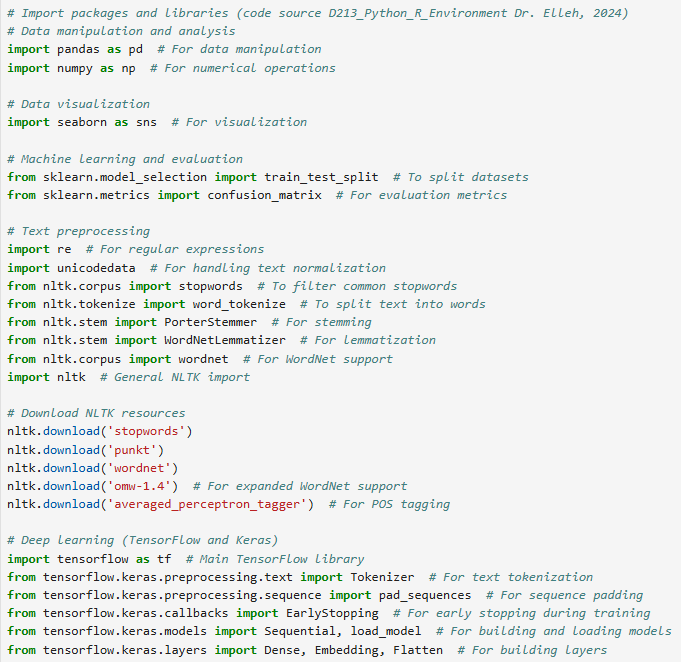 # Import packages and libraries (code source D213_Python_R_Environment Dr. Elleh, 2024)
# Data manipulation and analysis
import pandas as pd  # For data manipulation
import numpy as np  # For numerical operations

# Data visualization
import seaborn as sns  # For visualization

# Machine learning and evaluation
from sklearn.model_selection import train_test_split  # To split datasets
from sklearn.metrics import confusion_matrix  # For evaluation metrics

# Text preprocessing
import re  # For regular expressions
import unicodedata  # For handling text normalization
from nltk.corpus import stopwords  # To filter common stopwords
from nltk.tokenize import word_tokenize  # To split text into words
from nltk.stem import PorterStemmer  # For stemming
from nltk.stem import WordNetLemmatizer  # For lemmatization
from nltk.corpus import wordnet  # For WordNet support
import nltk  # General NLTK import

# Download NLTK resources
nltk.download('stopwords')
nltk.download('punkt')
nltk.download('wordnet')
nltk.download('omw-1.4')  # For expanded WordNet support
nltk.download('averaged_perceptron_tagger')  # For POS tagging

# Deep learning (TensorFlow and Keras)
import tensorflow as tf  # Main TensorFlow library
from tensorflow.keras.preprocessing.text import Tokenizer  # For text tokenization
from tensorflow.keras.preprocessing.sequence import pad_sequences  # For sequence padding
from tensorflow.keras.callbacks import EarlyStopping  # For early stopping during training
from tensorflow.keras.models import Sequential, load_model  # For building and loading models
from tensorflow.keras.layers import Dense, Embedding, Flatten  # For building layers